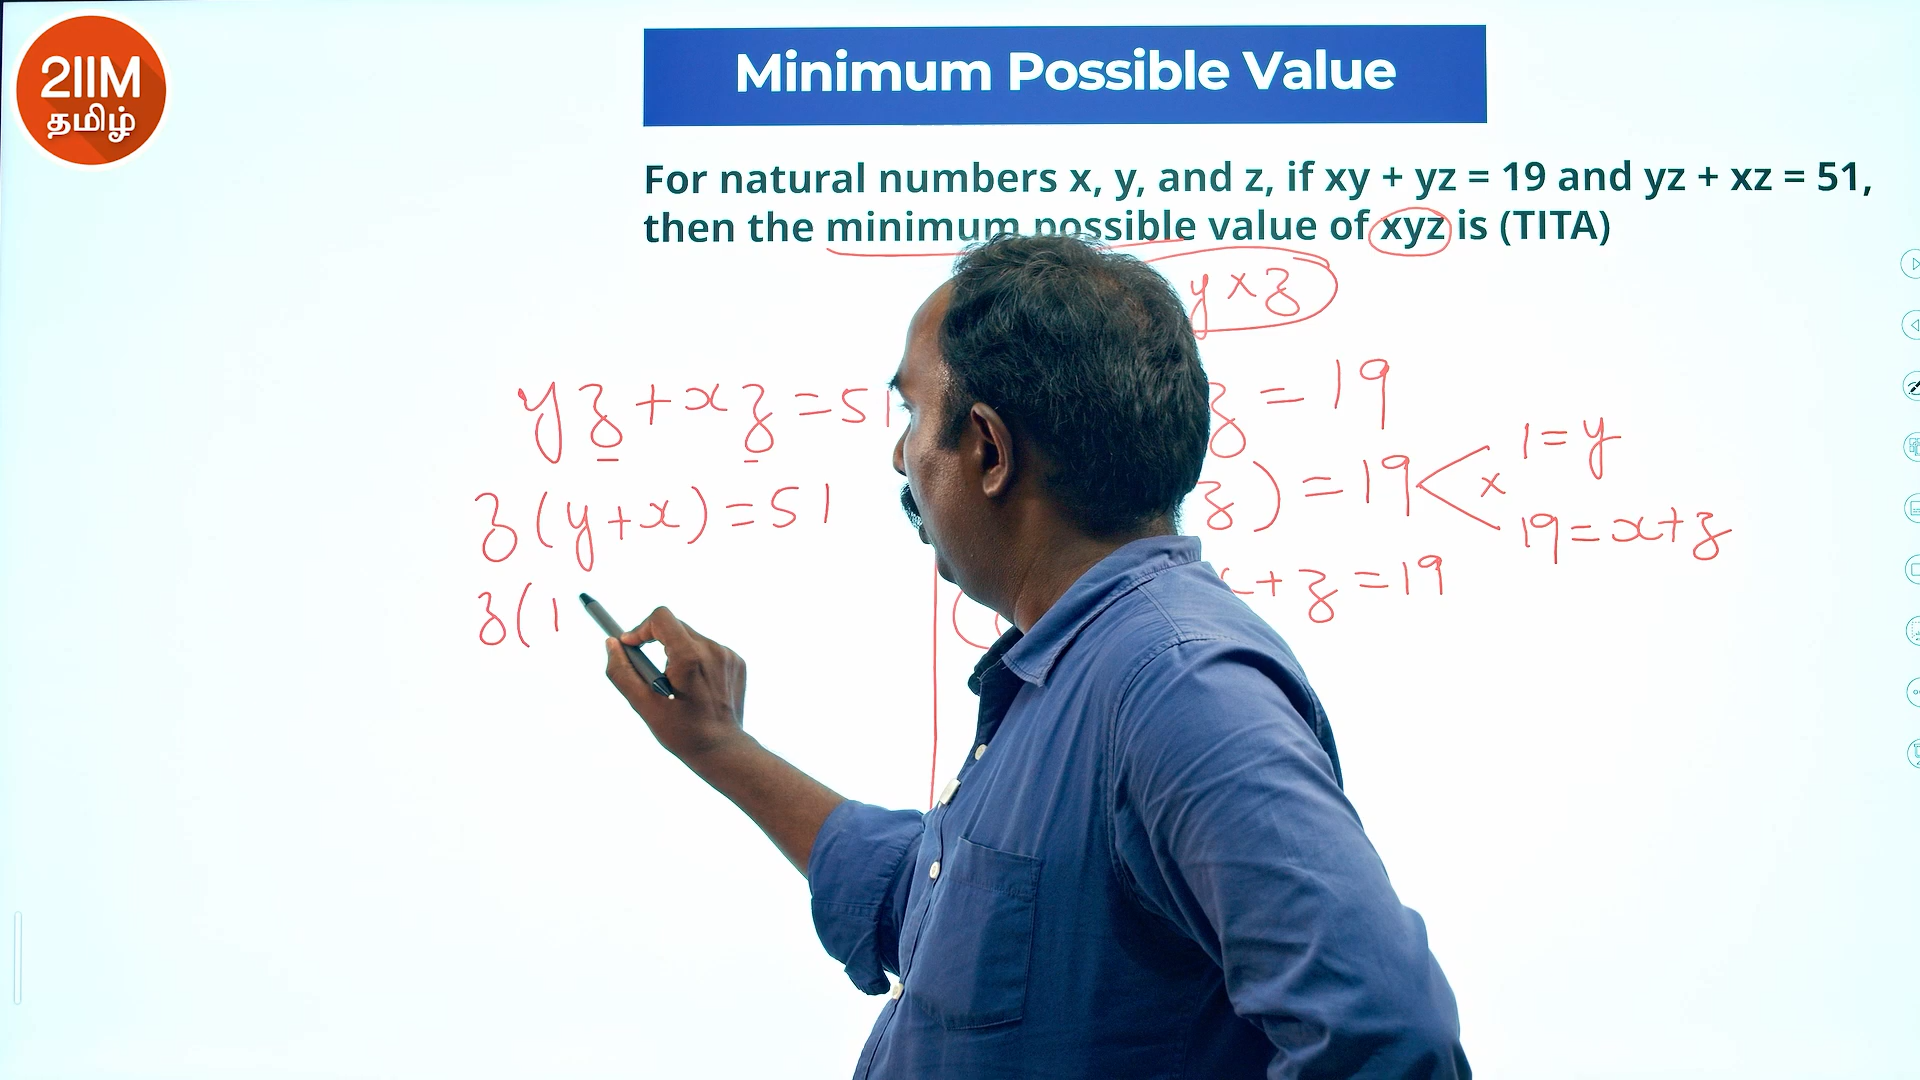 2IIM
தமிழ்
Minimum Possible Value
For natural numbers x, y, and z, if xy + yz = 19 and yz + xz = 51,
then the minimum possible value of xyz is (TITA)
y × z
yz + xz = 51
z = 19
z(y+x) = 51
z) = 19
1 = y
×
19 = x+z
z(1
+ z = 19